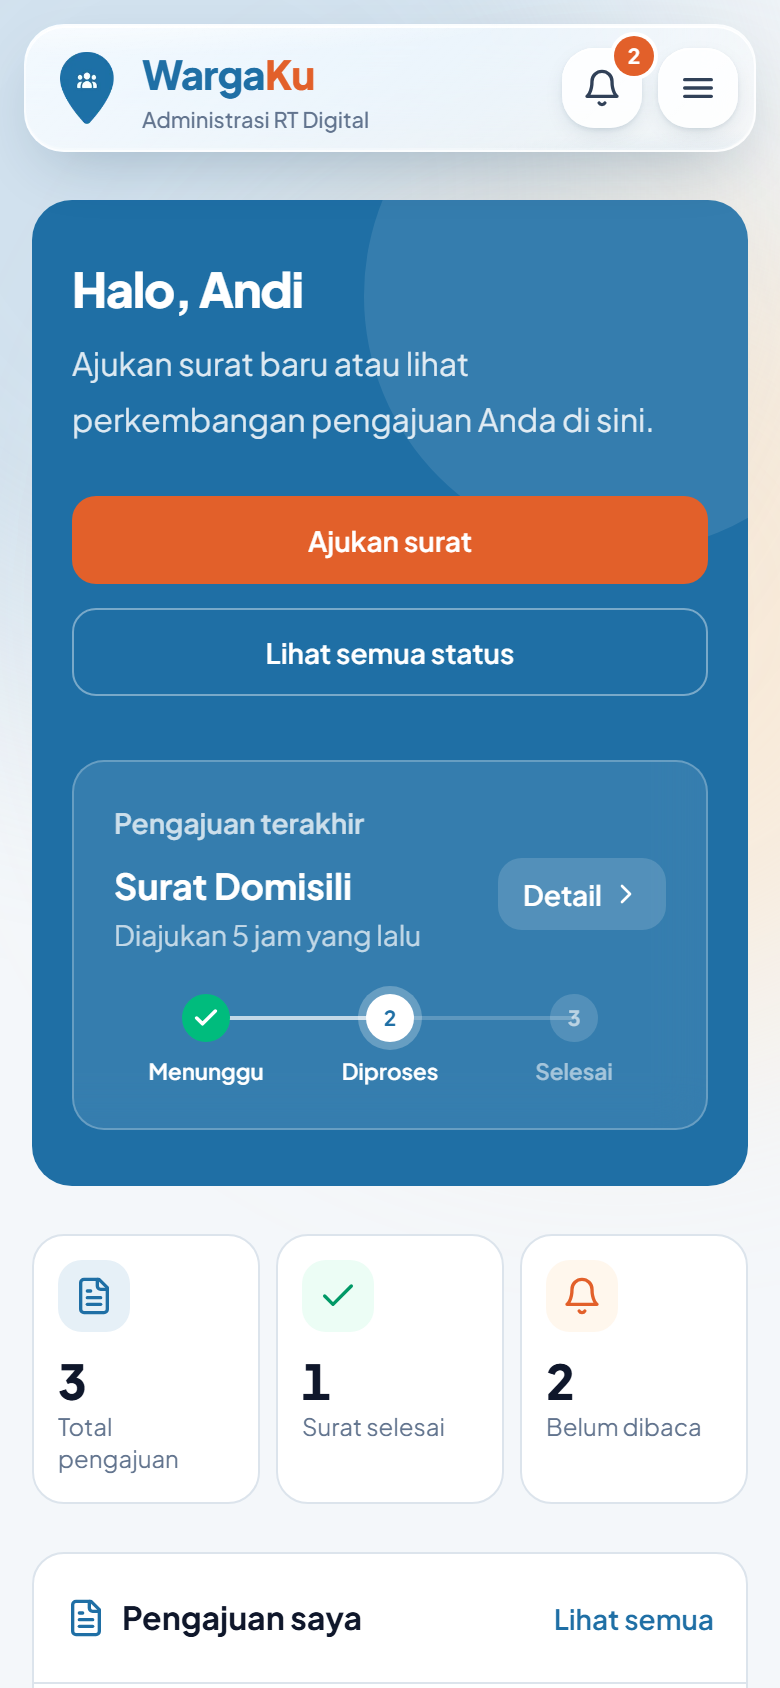 WargaKu
Administrasi RT Digital
2
Halo, Andi
Ajukan surat baru atau lihat
perkembangan pengajuan Anda di sini.
Ajukan surat
Lihat semua status
Pengajuan terakhir
Surat Domisili
Diajukan 5 jam yang lalu
Detail
2
3
Menunggu
Diproses
Selesai
3
Total
pengajuan
1
Surat selesai
2
Belum dibaca
Pengajuan saya
Lihat semua